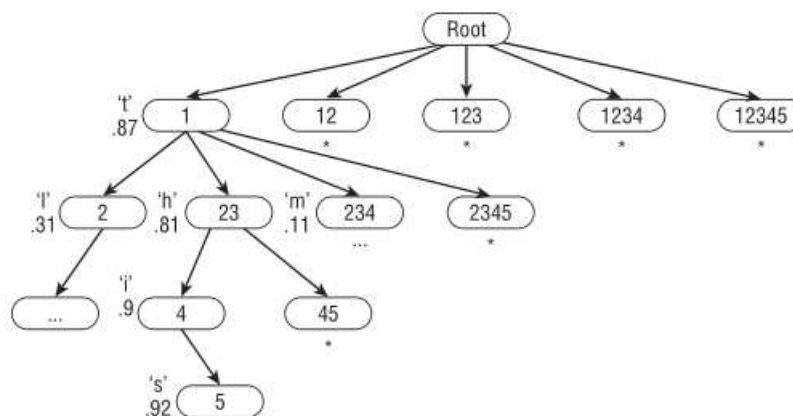 Root
't' 1 12 123 1234 12345
.87 * * * *
'l' 2 'h' 23 'm' 234 2345
.31 .81 .11 ... *
... 'i' 4 45
.9 *
's' 5
.92